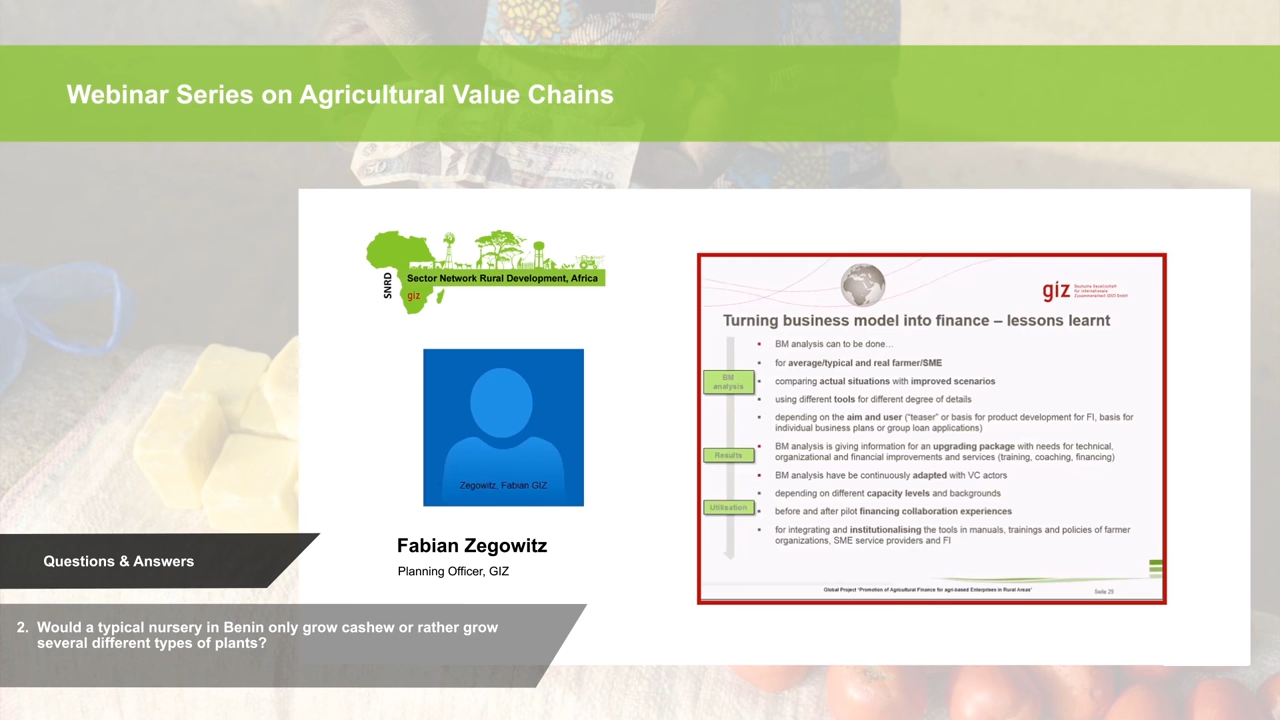 Webinar Series on Agricultural Value Chains
SNRD
Sector Network Rural Development, Africa
giz
Zegowitz, Fabian GIZ
Fabian Zegowitz
Planning Officer, GIZ
Questions & Answers
2. Would a typical nursery in Benin only grow cashew or rather grow
several different types of plants?
giz
Deutsche Gesellschaft
für Internationale
Zusammenarbeit (GIZ) GmbH
Turning business model into finance – lessons learnt
BM analysis can to be done…
for average/typical and real farmer/SME
BM
analysis
comparing actual situations with improved scenarios
using different tools for different degree of details
depending on the aim and user ("teaser" or basis for product development for FI, basis for
individual business plans or group loan applications)
BM analysis is giving information for an upgrading package with needs for technical,
organizational and financial improvements and services (training, coaching, financing)
Results
BM analysis have be continuously adapted with VC actors
depending on different capacity levels and backgrounds
Utilisation
before and after pilot financing collaboration experiences
for integrating and institutionalising the tools in manuals, trainings and policies of farmer
organizations, SME service providers and FI
Global Project "Promotion of Agricultural Finance for agri-based Enterprises in Rural Areas"
Seite 29